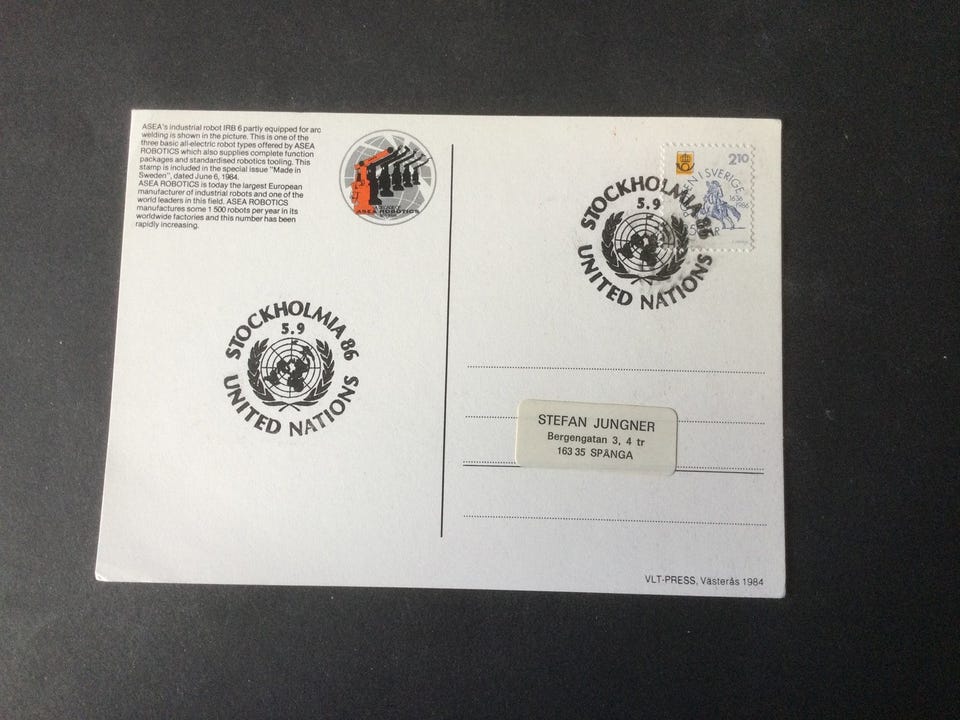 ASEA's industrial robot IRB 6 partly equipped for arc
welding is shown in the picture. This is one of the
three basic all-electric robot types offered by ASEA
ROBOTICS which also supplies complete function
packages and standardised robotics tooling. This
stamp is included in the special issue "Made in
Sweden", dated June 6, 1984.
ASEA ROBOTICS is today the largest European
manufacturer of industrial robots and one of the
world leaders in this field. ASEA ROBOTICS
manufactures some 1 500 robots per year in its
worldwide factories and this number has been
rapidly increasing.
ASEA ROBOTICS
STOCKHOLMIA 86
5.9
UNITED NATIONS
2.10
I SVERIGE
1636
1986
STOCKHOLMIA 86
5.9
UNITED NATIONS
STEFAN JUNGNER
Bergengatan 3, 4 tr
163 35 SPÅNGA
VLT-PRESS, Västerås 1984